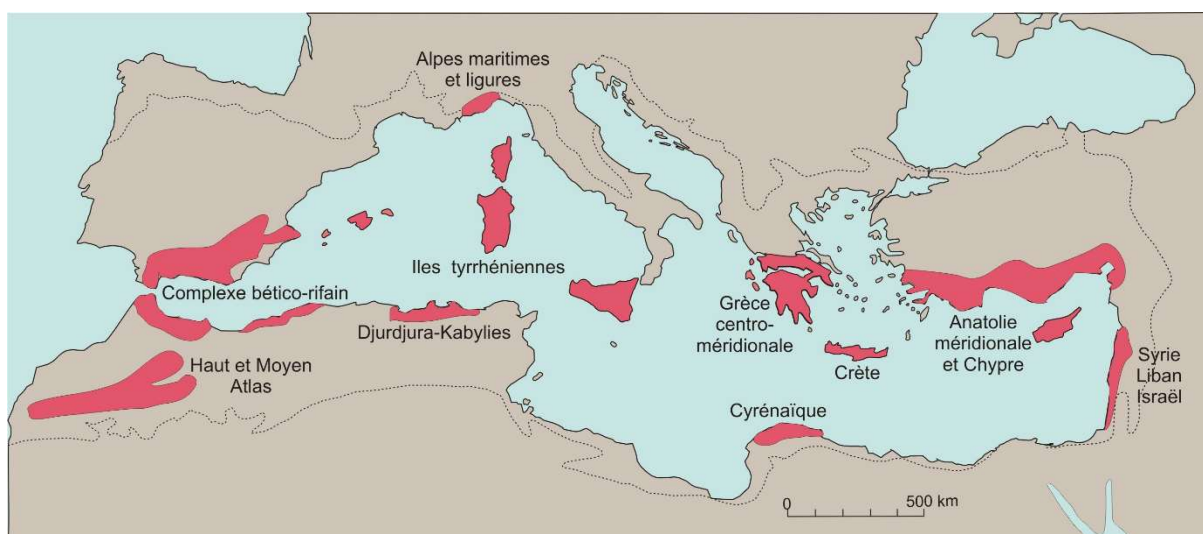 Alpes maritimes
et ligures
Iles tyrrhéniennes
Complexe bético-rifain
Djurdjura-Kabylies
Haut et Moyen
Atlas
Grèce
centro-
méridionale
Crète
Anatolie
méridionale
et Chypre
Syrie
Liban
Israël
Cyrénaïque
0 500 km